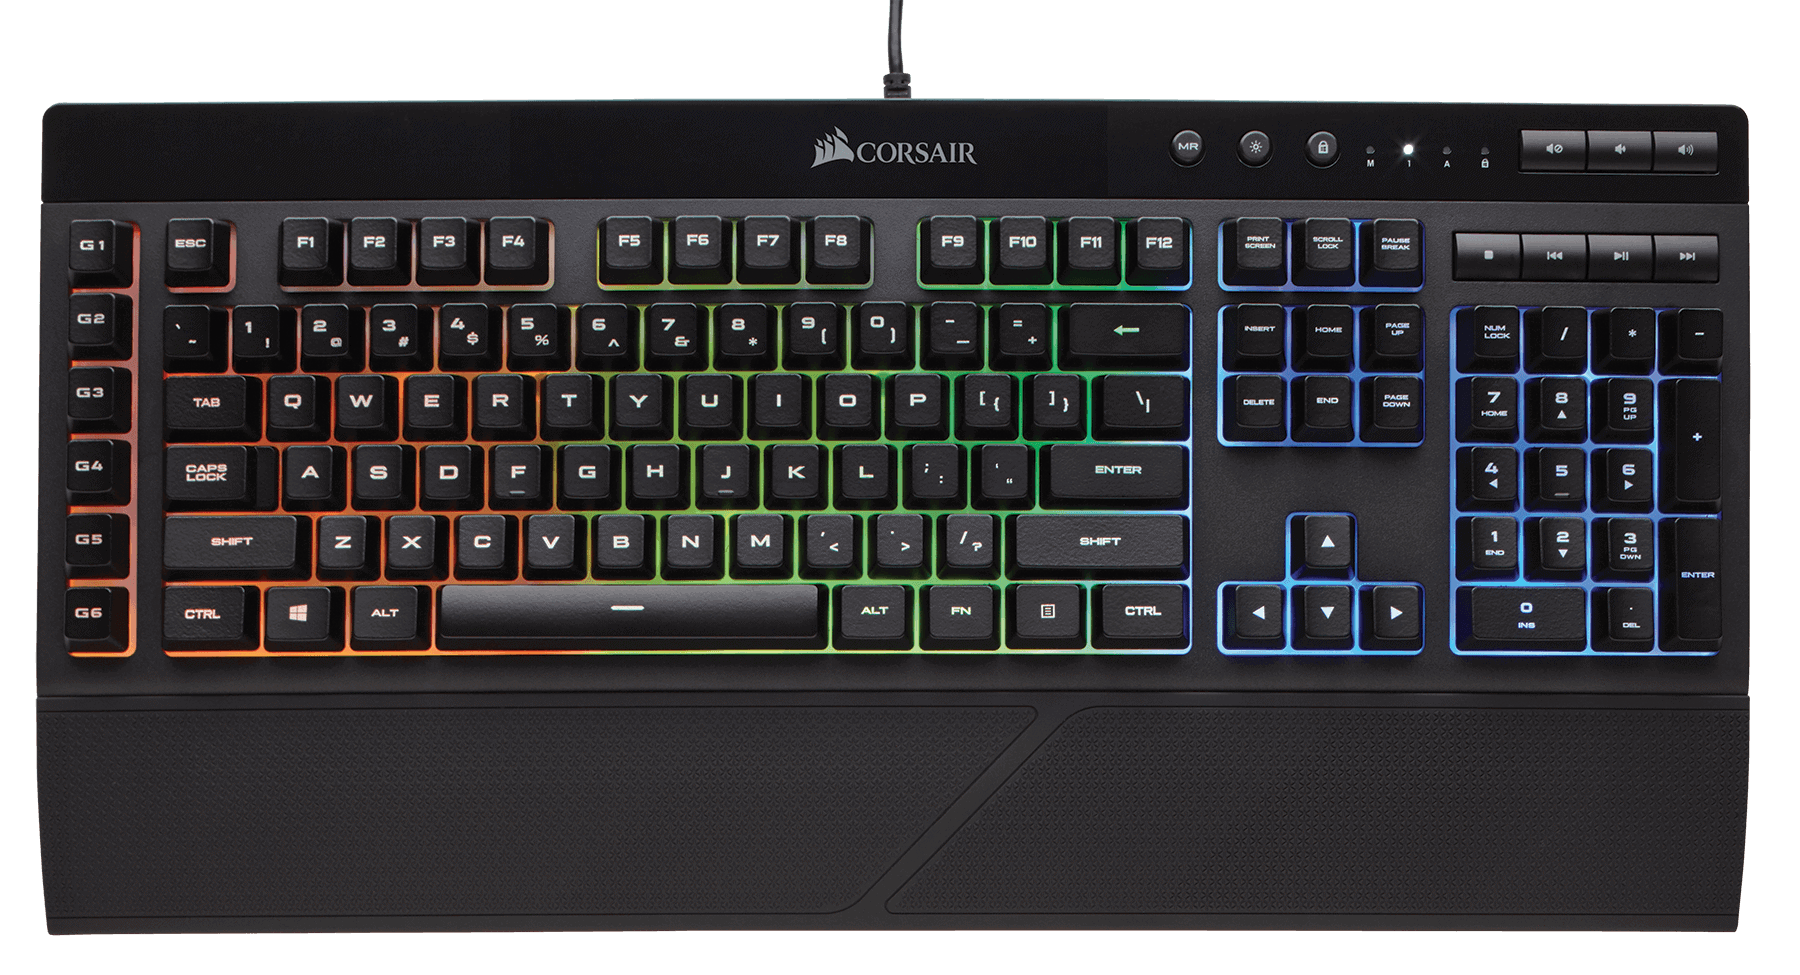 CORSAIR
MR
M 1 A
G1 ESC F1 F2 F3 F4 F5 F6 F7 F8 F9 F10 F11 F12
PRINT SCREEN SCROLL LOCK PAUSE BREAK
G2 ` ~ 1 ! 2 @ 3 # 4 $ 5 % 6 ^ 7 & 8 * 9 ( 0 ) - _ = +
INSERT HOME PAGE UP NUM LOCK / * -
G3 TAB Q W E R T Y U I O P [ { ] } \ |
DELETE END PAGE DOWN 7 HOME 8 9 PG UP +
G4 CAPS LOCK A S D F G H J K L ; : ' “ ENTER
4 5 6
G5 SHIFT Z X C V B N M ‘ < . > / ? SHIFT
1 END 2 3 PG DWN ENTER
G6 CTRL ALT ALT FN CTRL
0 INS . DEL